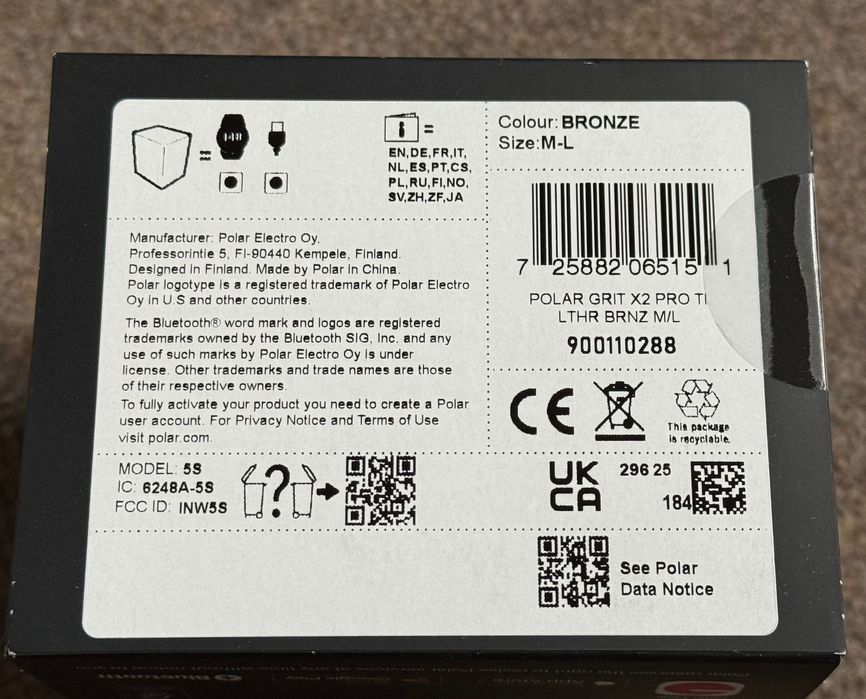 EN,DE,FR,IT,
NL,ES,PT,CS,
PL,RU,FI,NO,
SV,ZH,ZF,JA
Colour: BRONZE
Size: M-L
7 25882 06515 1
POLAR GRIT X2 PRO TI
LTHR BRNZ M/L
900110288
Manufacturer: Polar Electro Oy,
Professorintie 5, FI-90440 Kempele, Finland.
Designed in Finland. Made by Polar in China.
Polar logotype is a registered trademark of Polar Electro
Oy in U.S and other countries.
The Bluetooth® word mark and logos are registered
trademarks owned by the Bluetooth SIG, Inc. and any
use of such marks by Polar Electro Oy is under
license. Other trademarks and trade names are those
of their respective owners.
To fully activate your product you need to create a Polar
user account. For Privacy Notice and Terms of Use
visit polar.com.
CE
This package
is recyclable.
MODEL: 5S
IC: 6248A-5S
FCC ID: INW5S
?
UK
CA
296 25
184
See Polar
Data Notice
Bluetooth